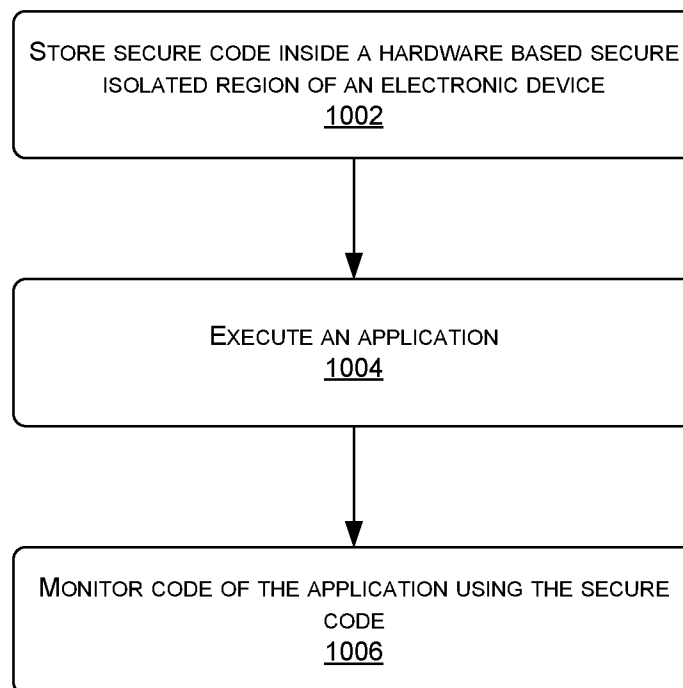 STORE SECURE CODE INSIDE A HARDWARE BASED SECURE
ISOLATED REGION OF AN ELECTRONIC DEVICE
1002
EXECUTE AN APPLICATION
1004
MONITOR CODE OF THE APPLICATION USING THE SECURE
CODE
1006